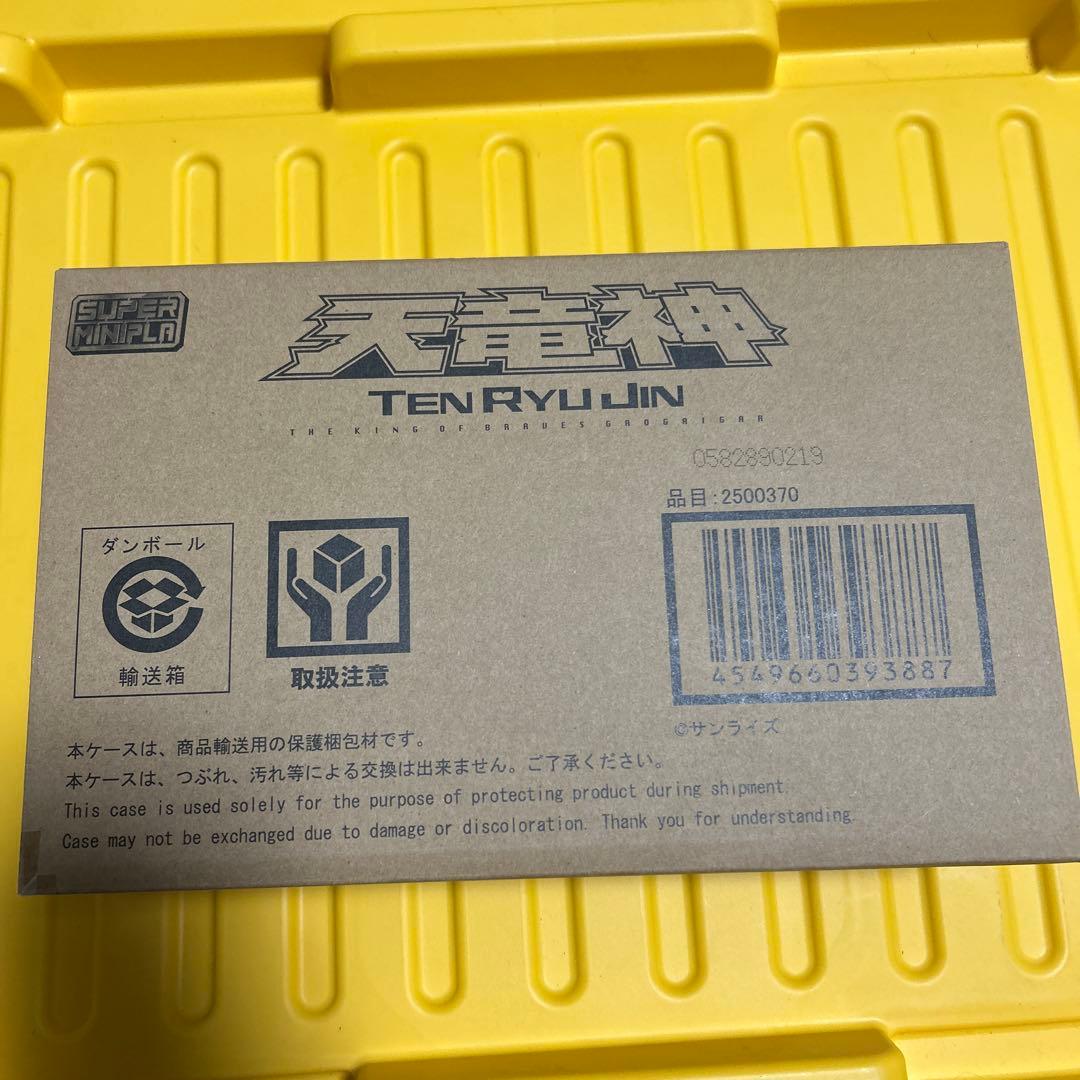 SUPER
MINIPLA
天竜神
TEN RYU JIN
THE KING OF BRAVES GAOGAIGAR
0582890219
品目:2500370
ダンボール
輸送箱
取扱注意
4549660393887
©サンライズ
本ケースは、商品輸送用の保護梱包材です。
本ケースは、つぶれ、汚れ等による交換は出来ません。ご了承ください。
This case is used solely for the purpose of protecting product during shipment.
Case may not be exchanged due to damage or discoloration. Thank you for understanding.